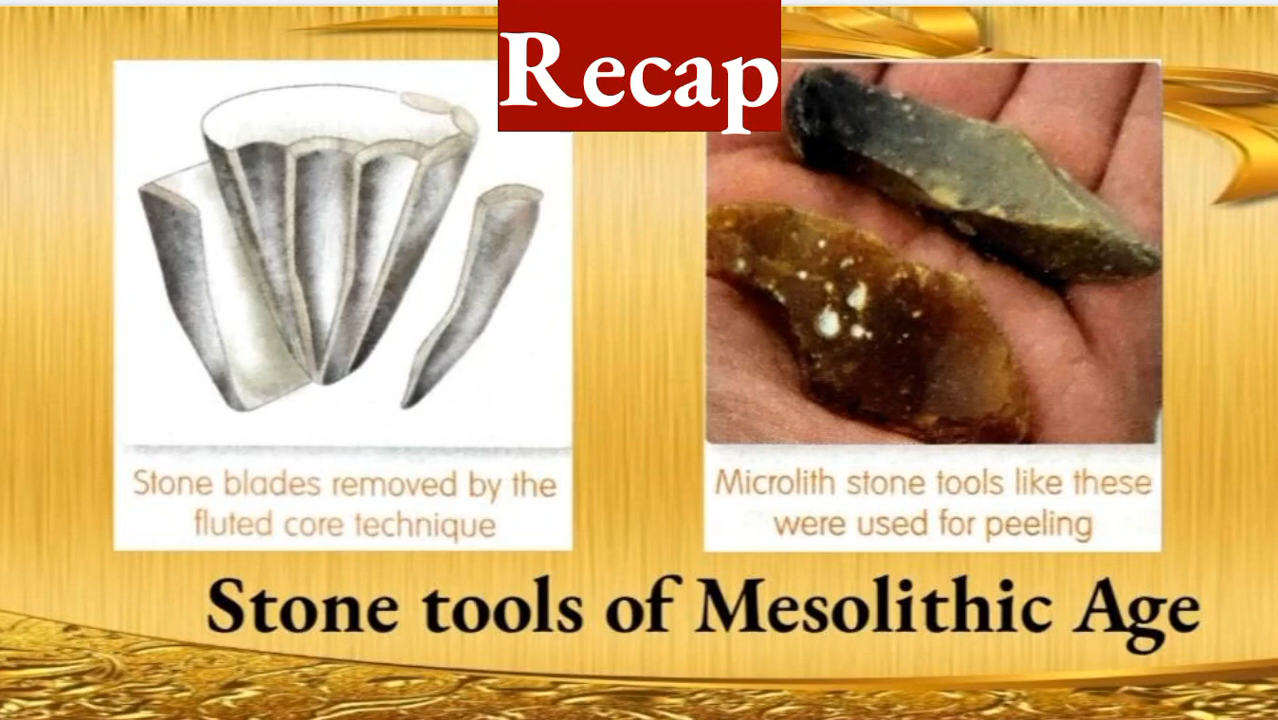 Recap
Stone blades removed by the
fluted core technique
Microlith stone tools like these
were used for peeling
Stone tools of Mesolithic Age